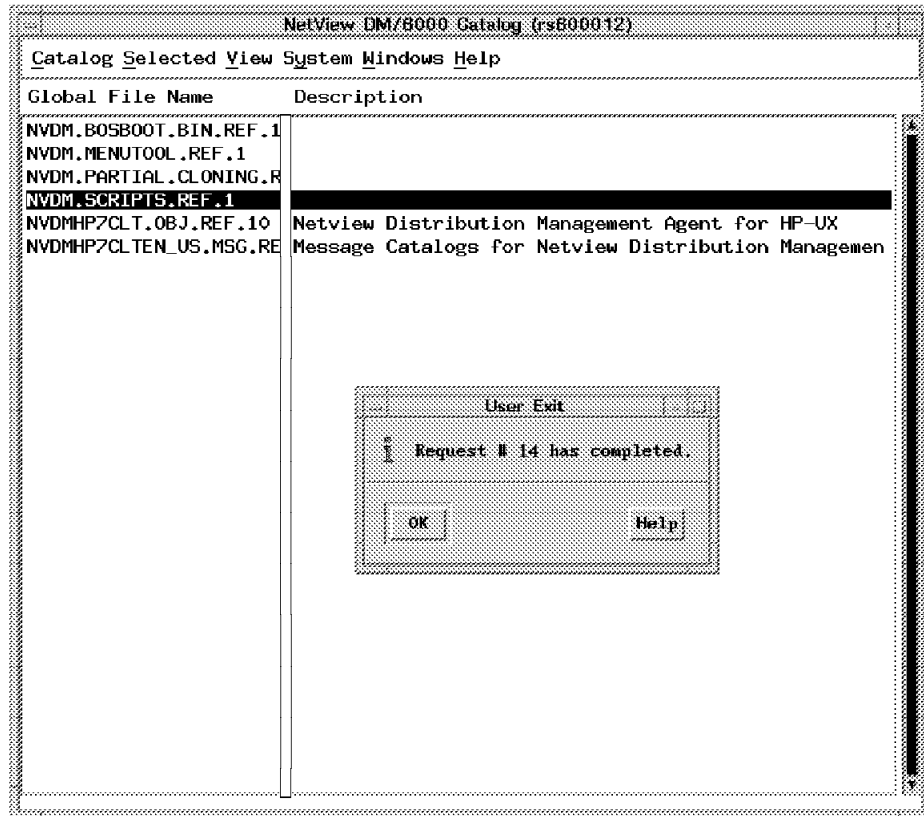 NetView DM/6000 Catalog (rs600012)
Catalog Selected View System Windows Help
Global File Name Description
NVDM.BOSBOOT.BIN.REF.1
NVDM.MENUTOOL.REF.1
NVDM.PARTIAL.CLONING.R
NVDM.SCRIPTS.REF.1
NVDMHP7CLT.OBJ.REF.10 Netview Distribution Management Agent for HP-UX
NVDMHP7CLTEN_US.MSG.RE Message Catalogs for Netview Distribution Managemen
User Exit
Request # 14 has completed.
OK Help